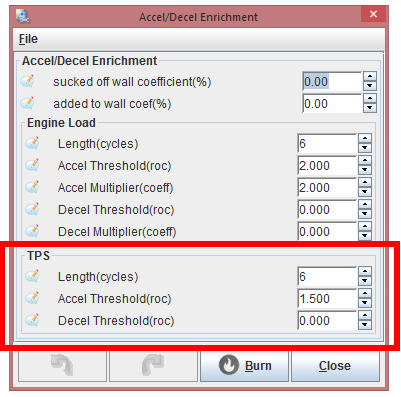 Accel/Decel Enrichment
File
Accel/Decel Enrichment
sucked off wall coefficient(%) 0.00
added to wall coef(%) 0.00
Engine Load
Length(cycles) 6
Accel Threshold(roc) 2.000
Accel Multiplier(coeff) 2.000
Decel Threshold(roc) 0.000
Decel Multiplier(coeff) 0.000
TPS
Length(cycles) 6
Accel Threshold(roc) 1.500
Decel Threshold(roc) 0.000
Burn Close